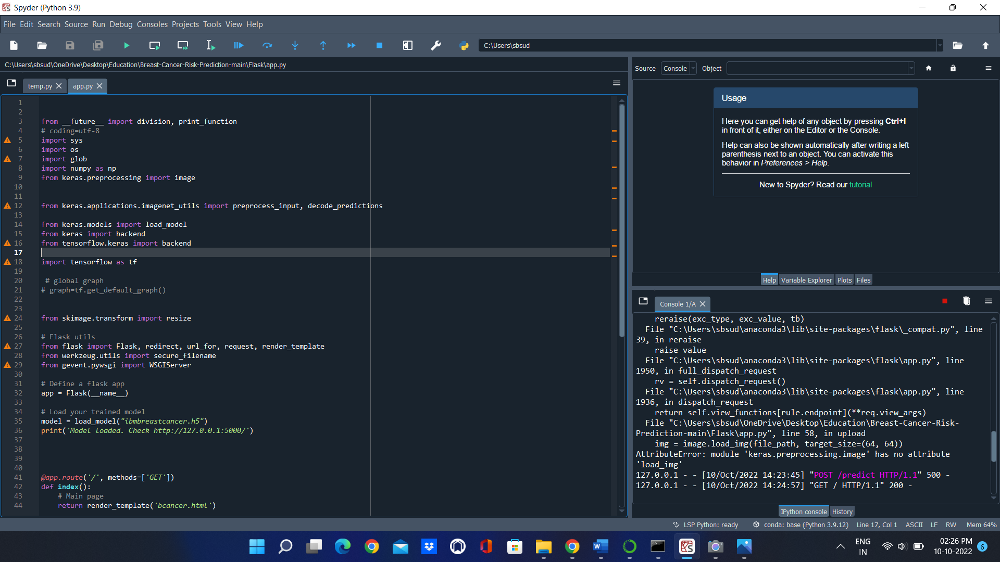 Spyder (Python 3.9)
File Edit Search Source Run Debug Consoles Projects Tools View Help
C:\Users\sbsud
C:\Users\sbsud\OneDrive\Desktop\Education\Breast-Cancer-Risk-Prediction-main\Flask\app.py
temp.py
app.py
1
2
3 from __future__ import division, print_function
4 # coding=utf-8
5 import sys
6 import os
7 import glob
8 import numpy as np
9 from keras.preprocessing import image
10
11
12 from keras.applications.imagenet_utils import preprocess_input, decode_predictions
13
14 from keras.models import load_model
15 from keras import backend
16 from tensorflow.keras import backend
17
18 import tensorflow as tf
19
20 # global graph
21 # graph=tf.get_default_graph()
22
23
24 from skimage.transform import resize
25
26 # Flask utils
27 from flask import Flask, redirect, url_for, request, render_template
28 from werkzeug.utils import secure_filename
29 from gevent.pywsgi import WSGIServer
30
31 # Define a flask app
32 app = Flask(__name__)
33
34 # Load your trained model
35 model = load_model("ibmbreastcancer.h5")
36 print('Model loaded. Check http://127.0.0.1:5000/')
37
38
39
40
41 @app.route('/', methods=['GET'])
42 def index():
43 # Main page
44 return render_template('bcancer.html')
Source Console Object
Usage
Here you can get help of any object by pressing Ctrl+I
in front of it, either on the Editor or the Console.
Help can also be shown automatically after writing a left
parenthesis next to an object. You can activate this
behavior in Preferences > Help.
New to Spyder? Read our tutorial
Help Variable Explorer Plots Files
Console 1/A
reraise(exc_type, exc_value, tb)
File "C:\Users\sbsud\anaconda3\lib\site-packages\flask\_compat.py", line
39, in reraise
raise value
File "C:\Users\sbsud\anaconda3\lib\site-packages\flask\app.py", line
1950, in full_dispatch_request
rv = self.dispatch_request()
File "C:\Users\sbsud\anaconda3\lib\site-packages\flask\app.py", line
1936, in dispatch_request
return self.view_functions[rule.endpoint](**req.view_args)
File "C:\Users\sbsud\OneDrive\Desktop\Education\Breast-Cancer-Risk-
Prediction-main\Flask\app.py", line 58, in upload
img = image.load_img(file_path, target_size=(64, 64))
AttributeError: module 'keras.preprocessing.image' has no attribute
'load_img'
127.0.0.1 - - [10/Oct/2022 14:23:45] "POST /predict HTTP/1.1" 500 -
127.0.0.1 - - [10/Oct/2022 14:24:57] "GET / HTTP/1.1" 200 -
IPython console History
LSP Python: ready conda: base (Python 3.9.12) Line 17, Col 1 ASCII LF RW Mem 64%
ENG
IN
02:26 PM
10-10-2022
6